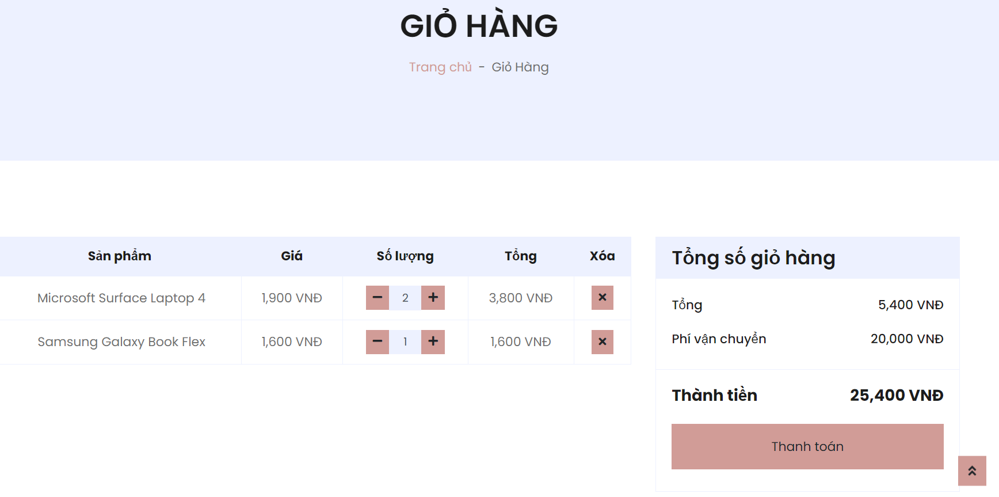 GIỎ HÀNG
Trang chủ - Giỏ Hàng
Sản phẩm Giá Số lượng Tổng Xóa
Microsoft Surface Laptop 4 1,900 VNĐ 2 3,800 VNĐ
Samsung Galaxy Book Flex 1,600 VNĐ 1 1,600 VNĐ
Tổng số giỏ hàng
Tổng 5,400 VNĐ
Phí vận chuyển 20,000 VNĐ
Thành tiền 25,400 VNĐ
Thanh toán